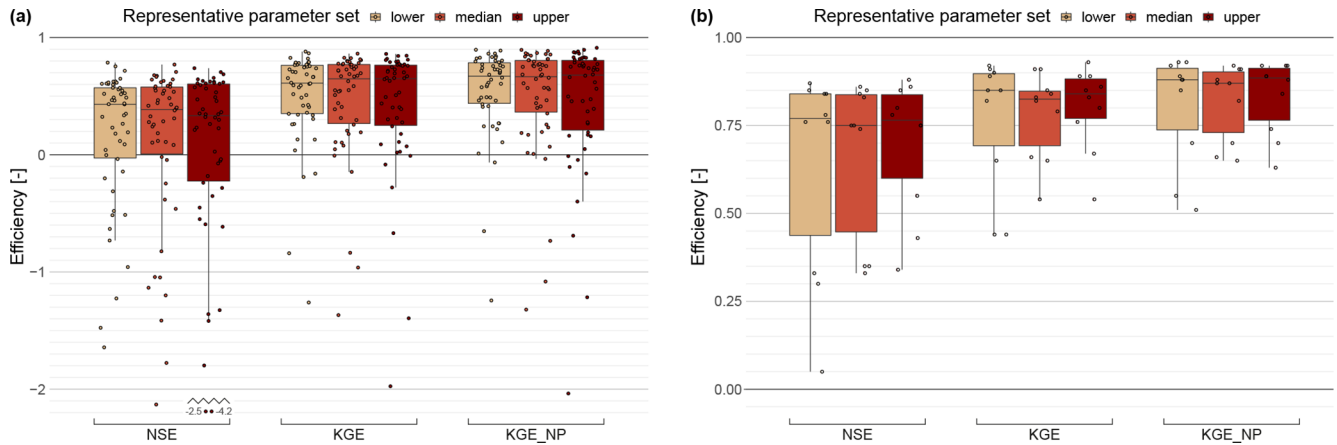 (a) Representative parameter set lower median upper
1
0
−1
−2
Efficiency [-]
-2.5 -4.2
NSE KGE KGE_NP
(b) Representative parameter set lower median upper
1.00
0.75
0.50
0.25
0.00
Efficiency [-]
NSE KGE KGE_NP